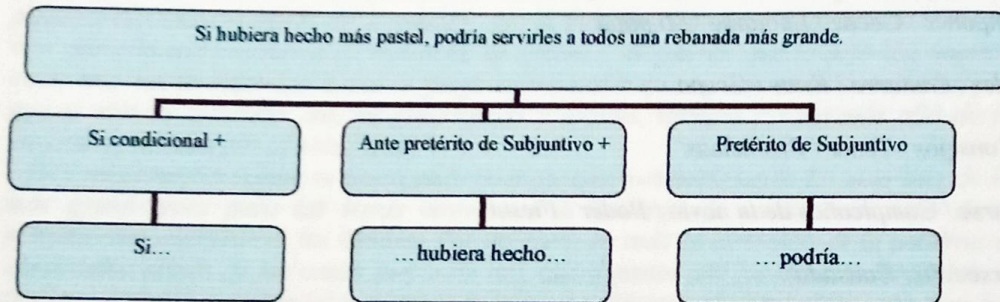 Si hubiera hecho más pastel, podría servirles a todos una rebanada más grande.
Si condicional +
Ante pretérito de Subjuntivo +
Pretérito de Subjuntivo
Si…
…hubiera hecho…
…podría…